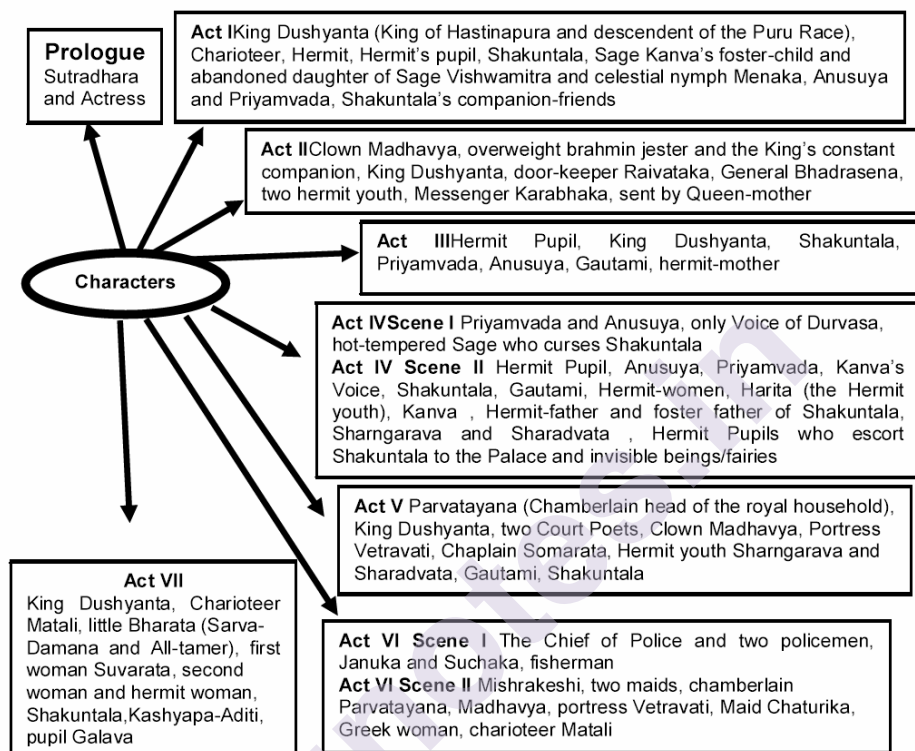 Prologue
Sutradhara
and Actress
Act IKing Dushyanta (King of Hastinapura and descendent of the Puru Race),
Charioteer, Hermit, Hermit's pupil, Shakuntala, Sage Kanva's foster-child and
abandoned daughter of Sage Vishwamitra and celestial nymph Menaka, Anusuya
and Priyamvada, Shakuntala's companion-friends
Act IIClown Madhavya, overweight brahmin jester and the King's constant
companion, King Dushyanta, door-keeper Raivataka, General Bhadrasena,
two hermit youth, Messenger Karabhaka, sent by Queen-mother
Act IIIHermit Pupil, King Dushyanta, Shakuntala,
Priyamvada, Anusuya, Gautami, hermit-mother
Characters
Act IVScene I Priyamvada and Anusuya, only Voice of Durvasa,
hot-tempered Sage who curses Shakuntala
Act IV Scene II Hermit Pupil, Anusuya, Priyamvada, Kanva's
Voice, Shakuntala, Gautami, Hermit-women, Harita (the Hermit
youth), Kanva , Hermit-father and foster father of Shakuntala,
Sharngarava and Sharadvata , Hermit Pupils who escort
Shakuntala to the Palace and invisible beings/fairies
Act V Parvatayana (Chamberlain head of the royal household),
King Dushyanta, two Court Poets, Clown Madhavya, Portress
Vetravati, Chaplain Somarata, Hermit youth Sharngarava and
Sharadvata, Gautami, Shakuntala
Act VII
King Dushyanta, Charioteer
Matali, little Bharata (Sarva-
Damana and All-tamer), first
woman Suvarata, second
woman and hermit woman,
Shakuntala,Kashyapa-Aditi,
pupil Galava
Act VI Scene I The Chief of Police and two policemen,
Januka and Suchaka, fisherman
Act VI Scene II Mishrakeshi, two maids, chamberlain
Parvatayana, Madhavya, portress Vetravati, Maid Chaturika,
Greek woman, charioteer Matali
notes.in